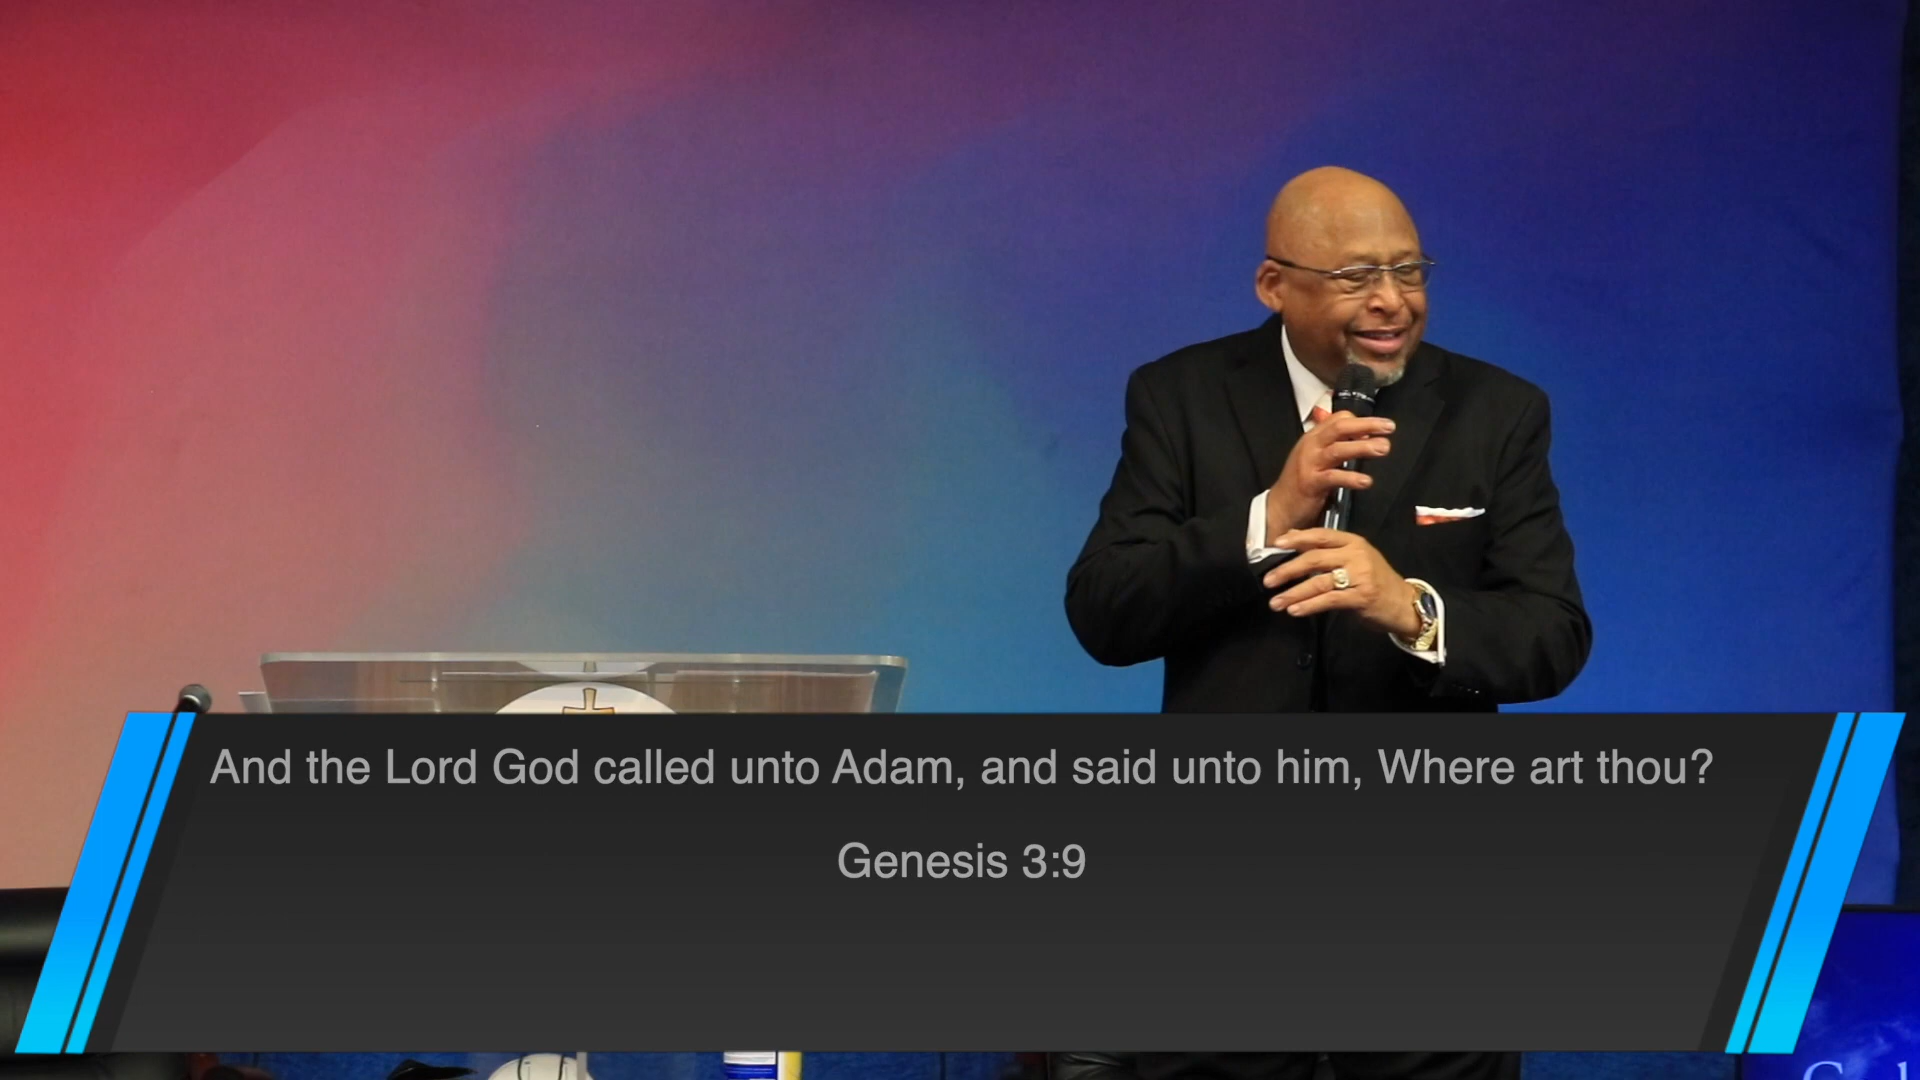 And the Lord God called unto Adam, and said unto him, Where art thou?
Genesis 3:9